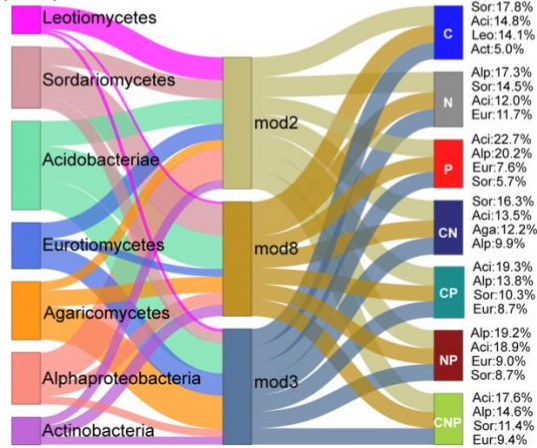 Leotiomycetes
Sordariomycetes
Acidobacteriae
Eurotiomycetes
Agaricomycetes
Alphaproteobacteria
Actinobacteria
mod2
mod8
mod3
C
Sor:17.8%
Aci:14.8%
Leo:14.1%
Act:5.0%
N
Alp:17.3%
Sor:14.5%
Aci:12.0%
Eur:11.7%
P
Aci:22.7%
Alp:20.2%
Eur:7.6%
Sor:5.7%
CN
Sor:16.3%
Aci:13.5%
Aga:12.2%
Alp:9.9%
CP
Aci:19.3%
Alp:13.8%
Sor:10.3%
Eur:8.7%
NP
Alp:19.2%
Aci:18.9%
Eur:9.0%
Sor:8.7%
CNP
Aci:17.6%
Alp:14.6%
Sor:11.4%
Eur:9.4%